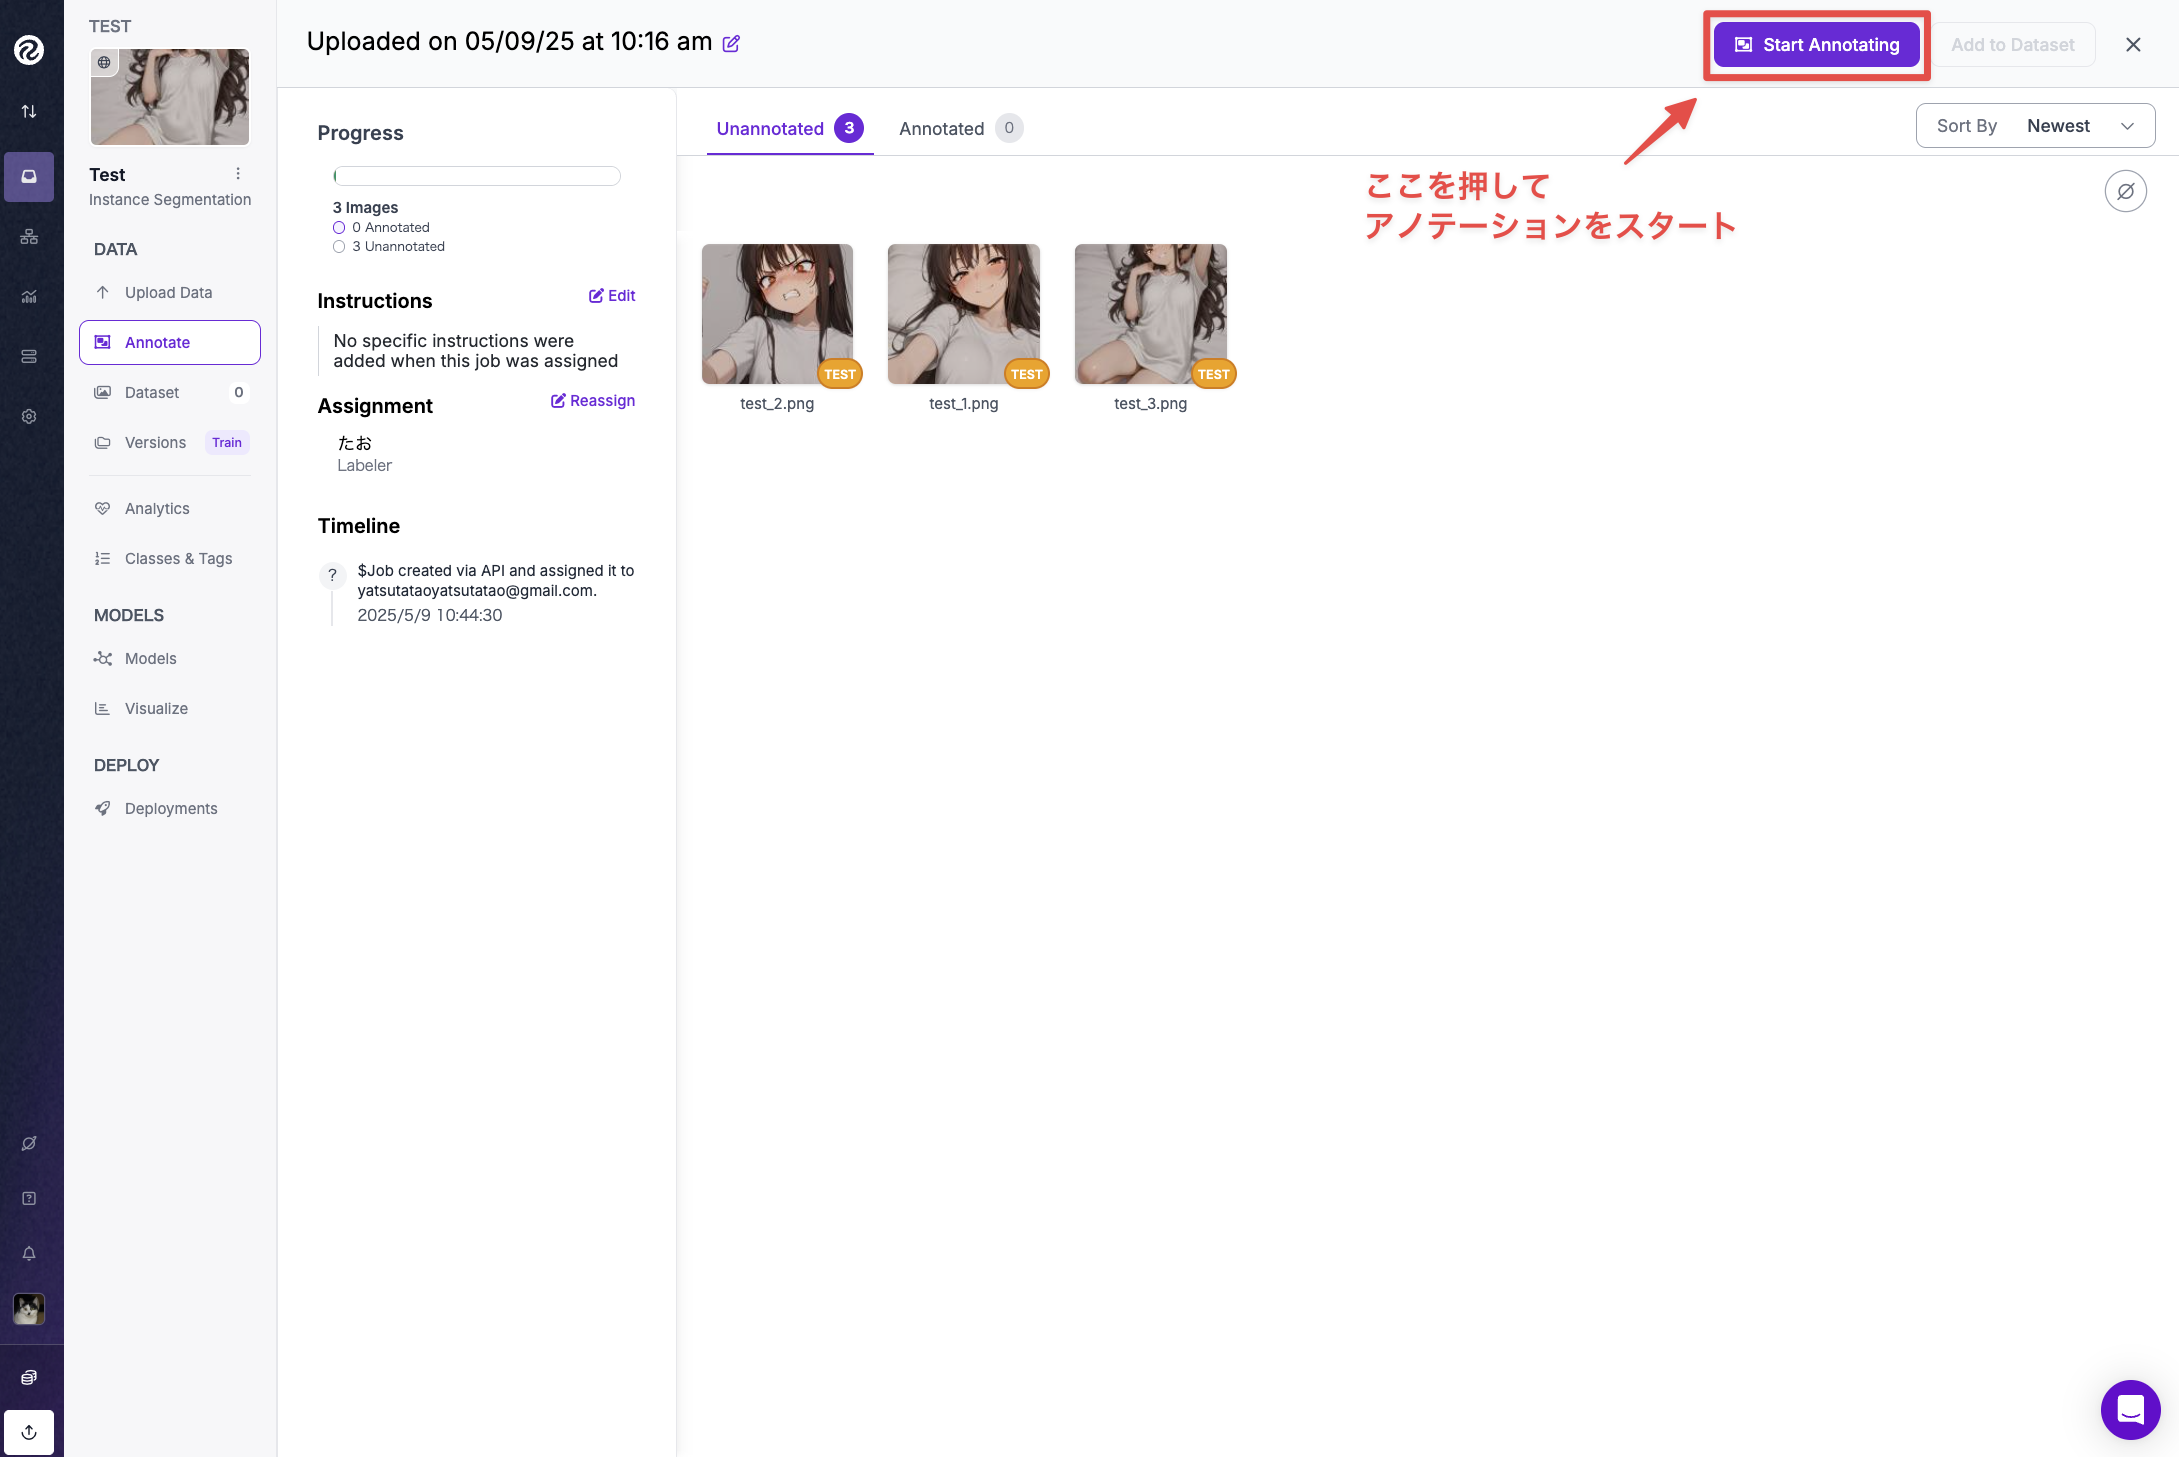 TEST
Test
Instance Segmentation
DATA
Upload Data
Annotate
Dataset 0
Versions Train
Analytics
Classes & Tags
MODELS
Models
Visualize
DEPLOY
Deployments
Uploaded on 05/09/25 at 10:16 am
Start Annotating
Add to Dataset
Progress
3 Images
0 Annotated
3 Unannotated
Instructions
Edit
No specific instructions were
added when this job was assigned
Assignment
Reassign
たお
Labeler
Timeline
? $Job created via API and assigned it to
yatsutataoyatsutatao@gmail.com.
2025/5/9 10:44:30
Unannotated 3
Annotated 0
Sort By Newest
ここを押して
アノテーションをスタート
TEST
TEST
TEST
test_2.png
test_1.png
test_3.png